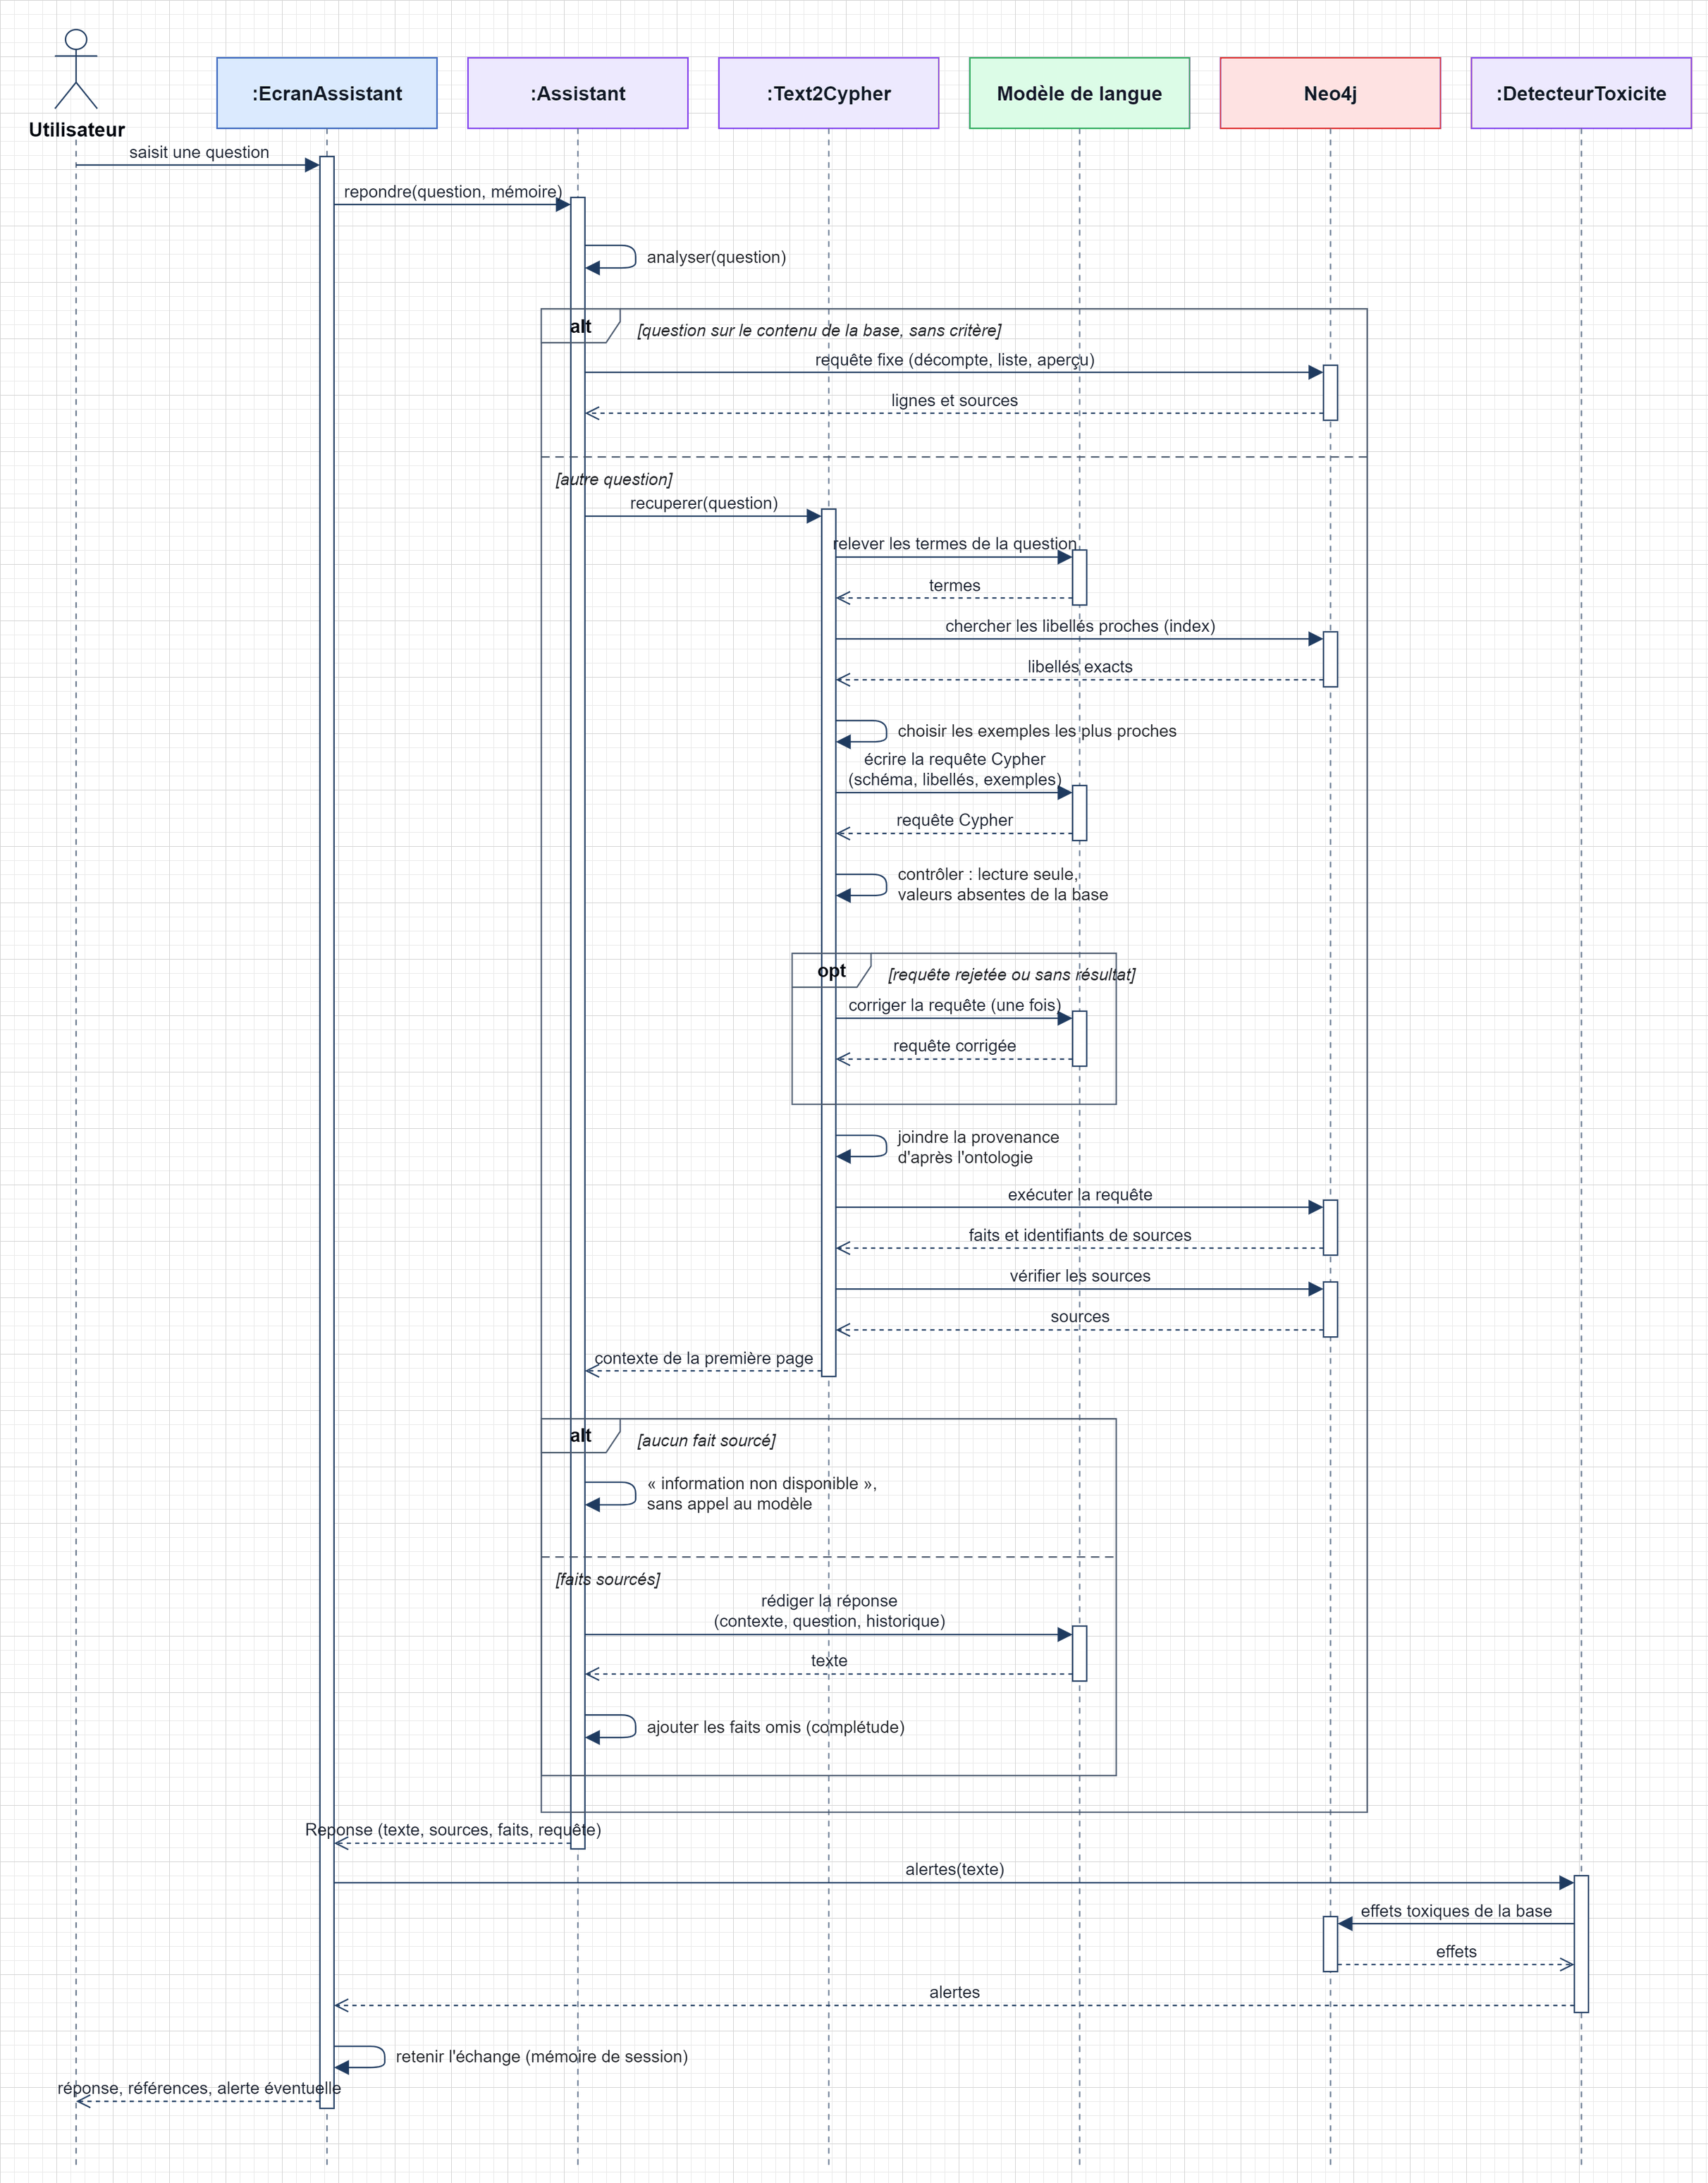 Utilisateur
:EcranAssistant
:Assistant
:Text2Cypher
Modèle de langue
Neo4j
:DetecteurToxicite
saisit une question
repondre(question, mémoire)
analyser(question)
alt
[question sur le contenu de la base, sans critère]
requête fixe (décompte, liste, aperçu)
lignes et sources
[autre question]
recuperer(question)
relever les termes de la question
termes
chercher les libellés proches (index)
libellés exacts
choisir les exemples les plus proches
écrire la requête Cypher
(schéma, libellés, exemples)
requête Cypher
contrôler : lecture seule,
valeurs absentes de la base
opt
[requête rejetée ou sans résultat]
corriger la requête (une fois)
requête corrigée
joindre la provenance
d'après l'ontologie
exécuter la requête
faits et identifiants de sources
vérifier les sources
sources
contexte de la première page
alt
[aucun fait sourcé]
« information non disponible »,
sans appel au modèle
[faits sourcés]
rédiger la réponse
(contexte, question, historique)
texte
ajouter les faits omis (complétude)
Reponse (texte, sources, faits, requête)
alertes(texte)
effets toxiques de la base
effets
alertes
retenir l'échange (mémoire de session)
réponse, références, alerte éventuelle